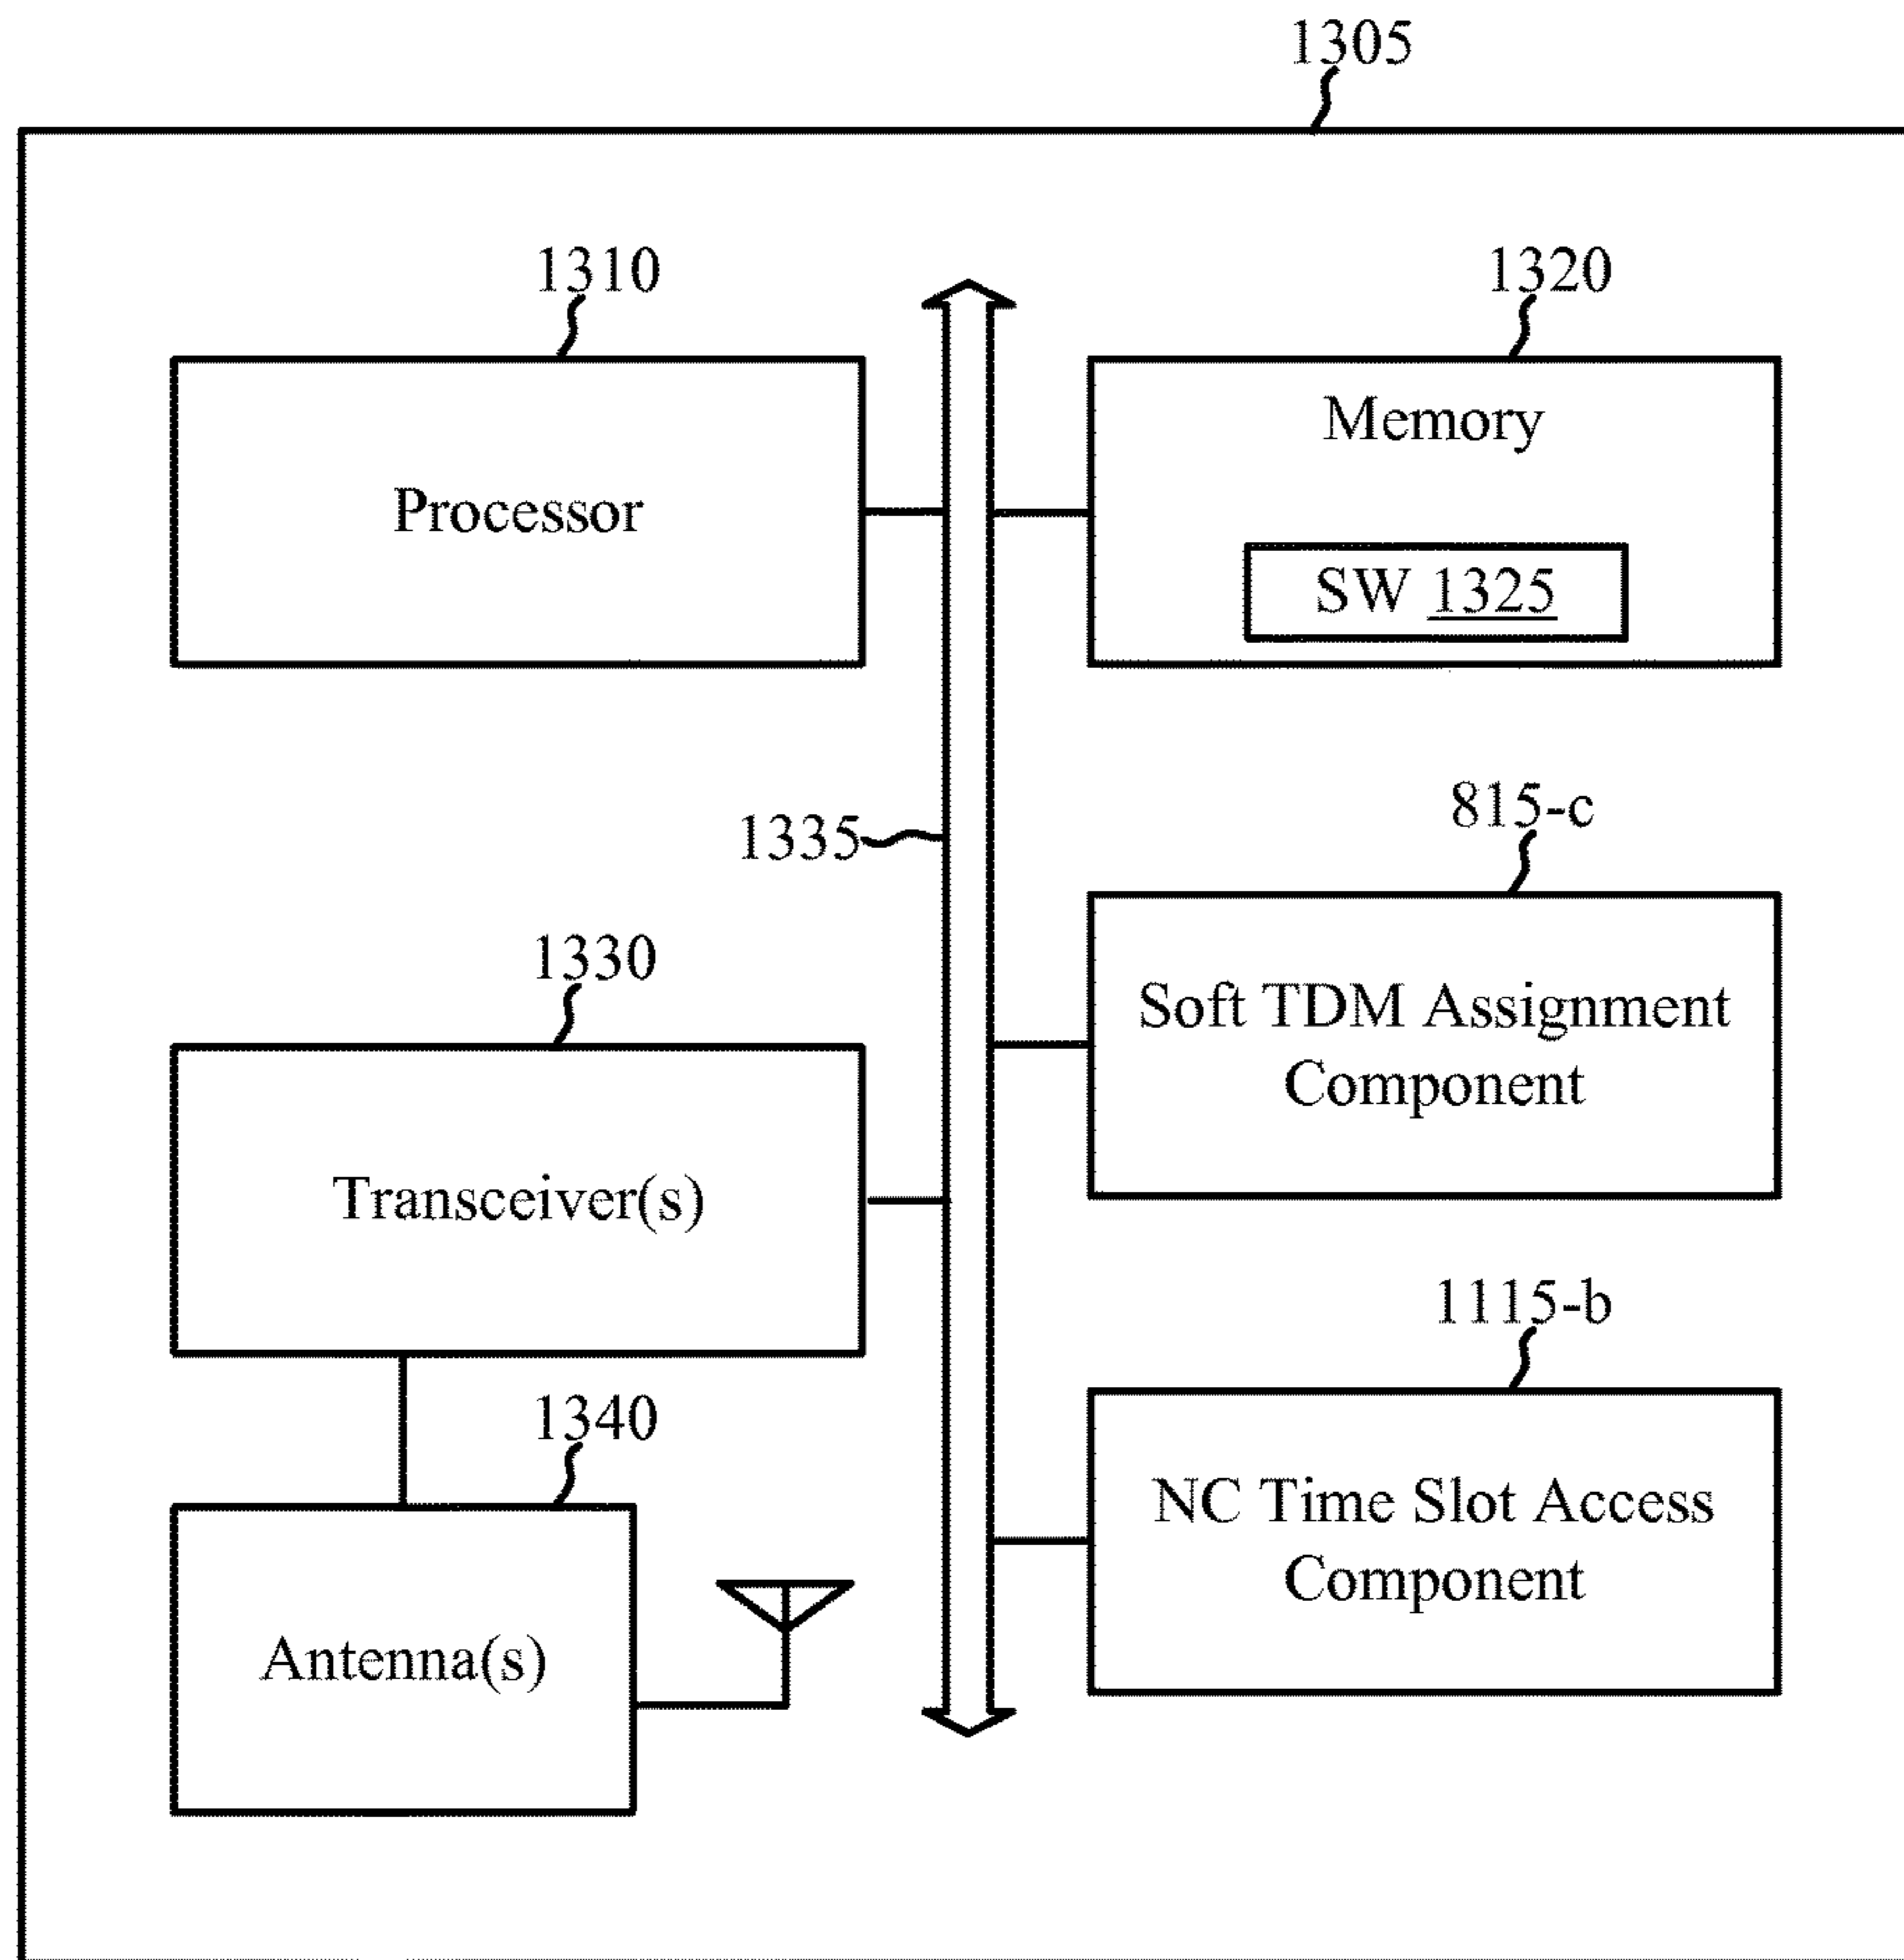 1305
1310
1320
Processor
Memory
SW 1325
1335
815-c
Soft TDM Assignment
Component
1330
Transceiver(s)
1115-b
1340
NC Time Slot Access
Component
Antenna(s)